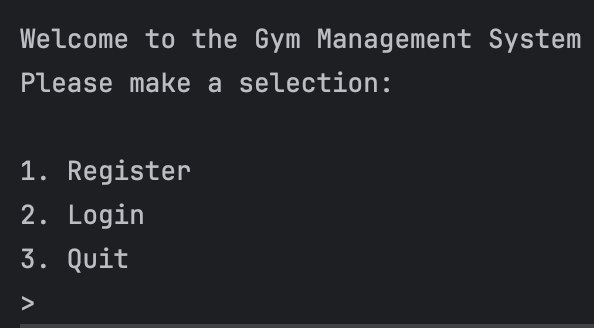 Welcome to the Gym Management System
Please make a selection:

1. Register
2. Login
3. Quit
>